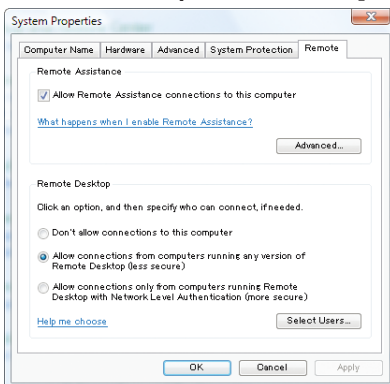 System Properties
Computer Name Hardware Advanced System Protection Remote
Remote Assistance
Allow Remote Assistance connections to this computer
What happens when I enable Remote Assistance?
Advanced...
Remote Desktop
Click an option, and then specify who can connect, if needed.
Don't allow connections to this computer
Allow connections from computers running any version of
Remote Desktop (less secure)
Allow connections only from computers running Remote
Desktop with Network Level Authentication (more secure)
Help me choose
Select Users...
OK Cancel Apply